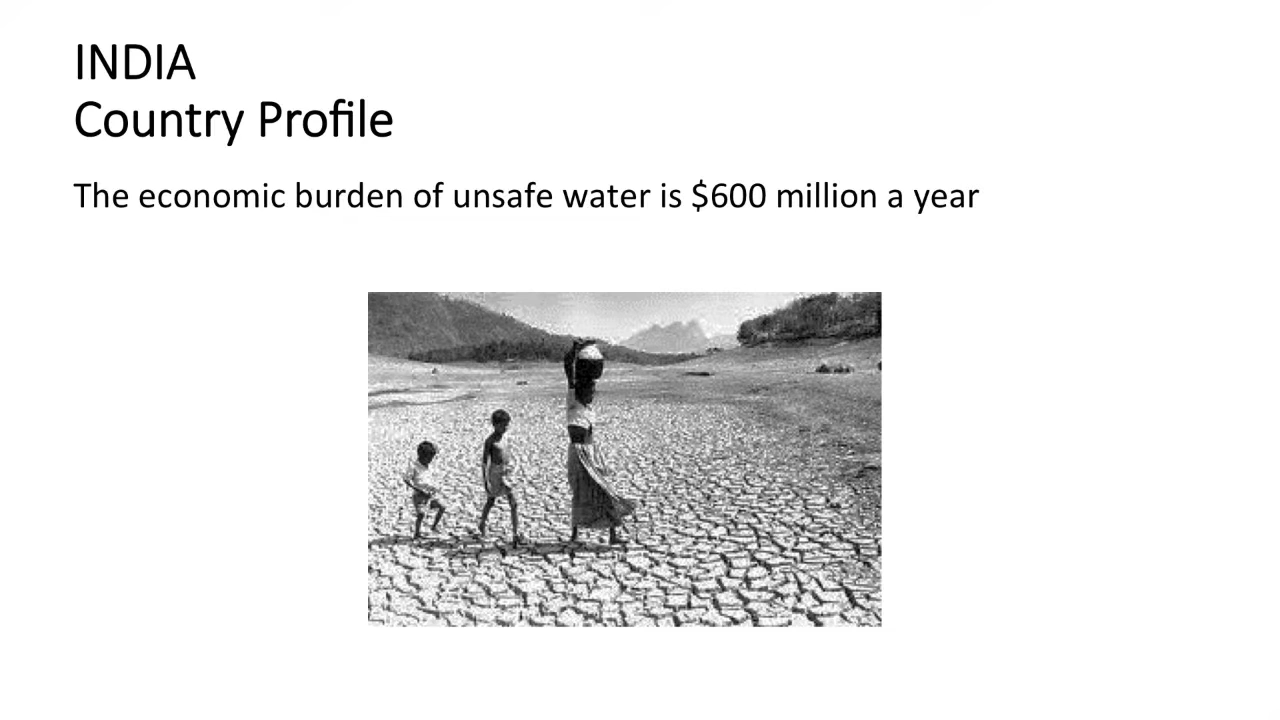 INDIA
Country Profile
The economic burden of unsafe water is $600 million a year